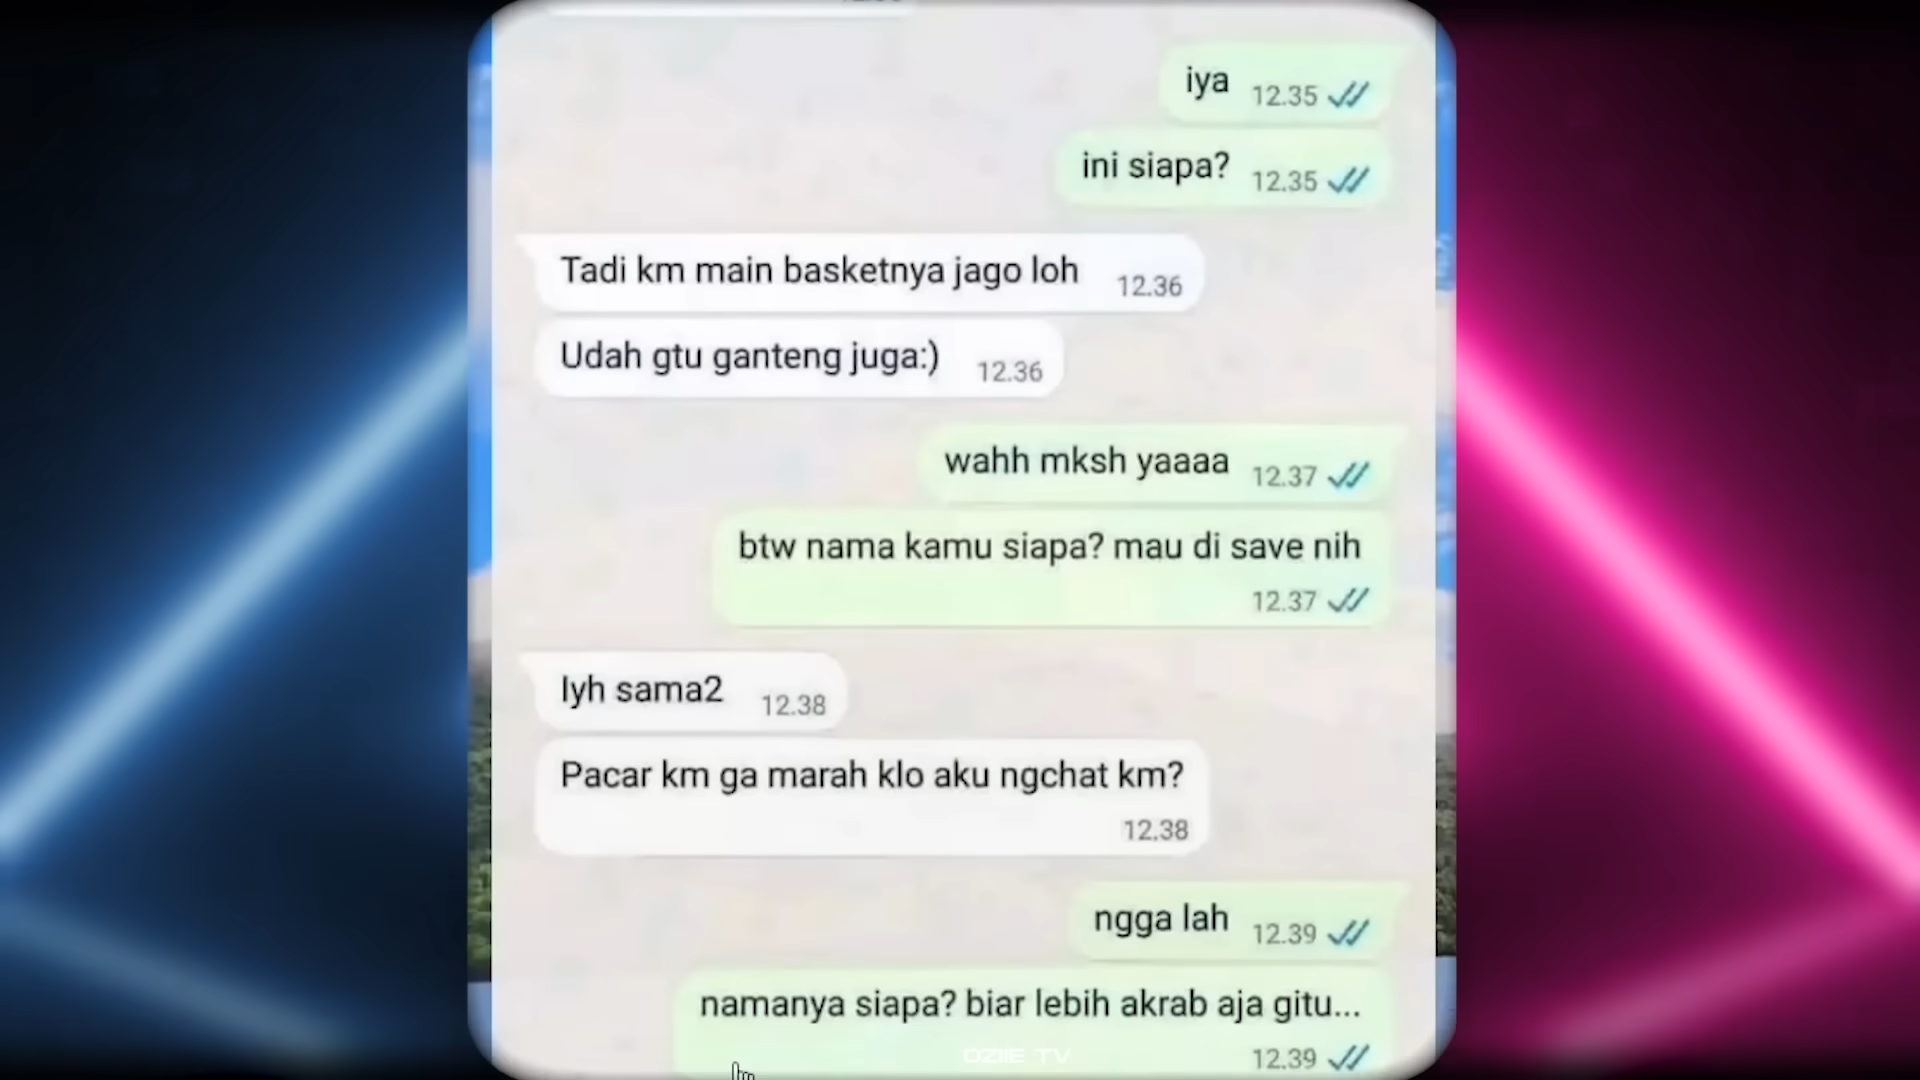 iya 12.35
ini siapa? 12.35
Tadi km main basketnya jago loh 12.36
Udah gtu ganteng juga:) 12.36
wahh mksh yaaaa 12.37
btw nama kamu siapa? mau di save nih
12.37
Iyh sama2 12.38
Pacar km ga marah klo aku ngchat km?
12.38
ngga lah 12.39
namanya siapa? biar lebih akrab aja gitu...
12.39
OZIIE TV